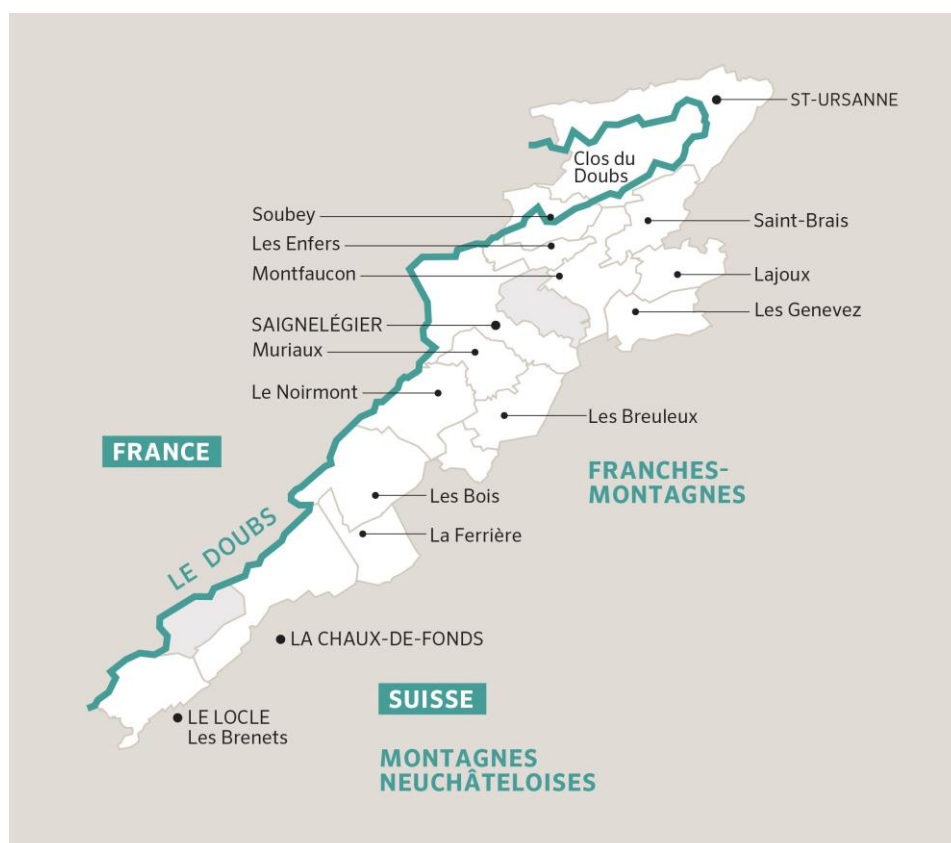 ST-URSANNE
Clos du
Doubs
Soubey
Saint-Brais
Les Enfers
Montfaucon
Lajoux
Les Genevez
SAIGNELÉGIER
Muriaux
Le Noirmont
Les Breuleux
FRANCE
FRANCHES-
MONTAGNES
Les Bois
La Ferrière
LE DOUBS
LA CHAUX-DE-FONDS
SUISSE
LE LOCLE
Les Brenets
MONTAGNES
NEUCHÂTELOISES